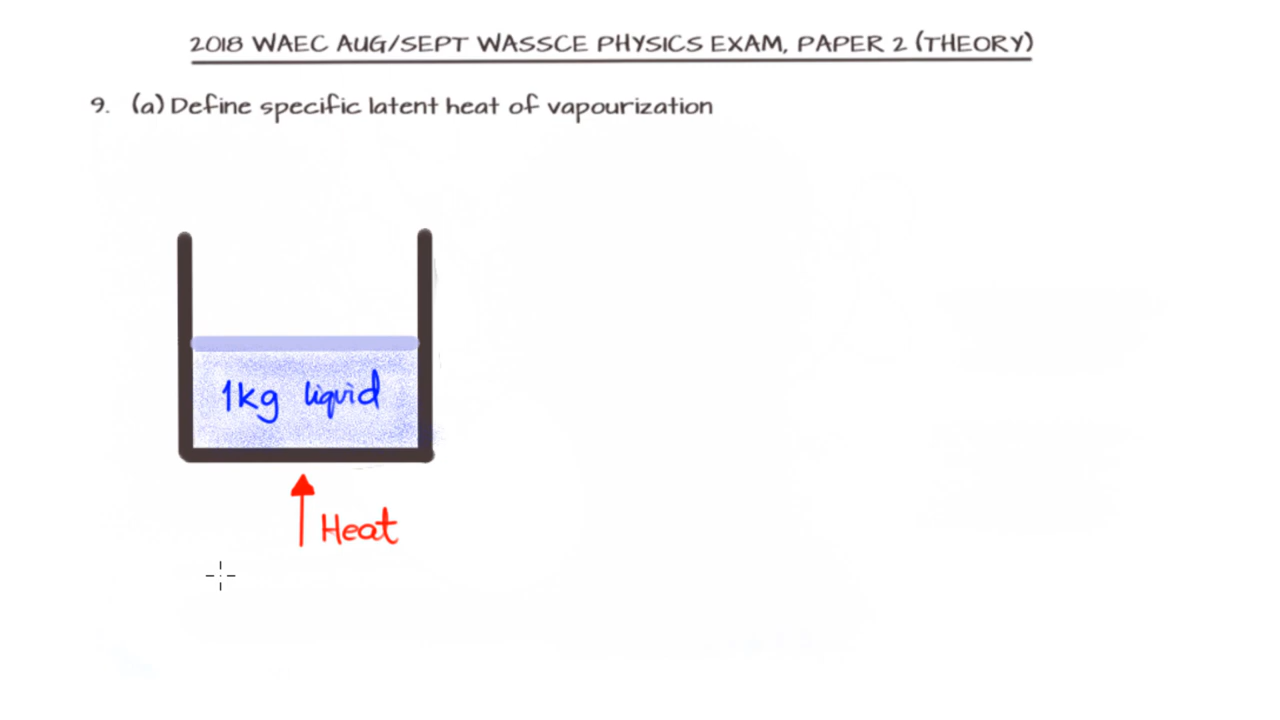 2018 WAEC AUG/SEPT WASSCE PHYSICS EXAM, PAPER 2 (THEORY)
9. (a) Define specific latent heat of vapourization
1kg liquid
Heat